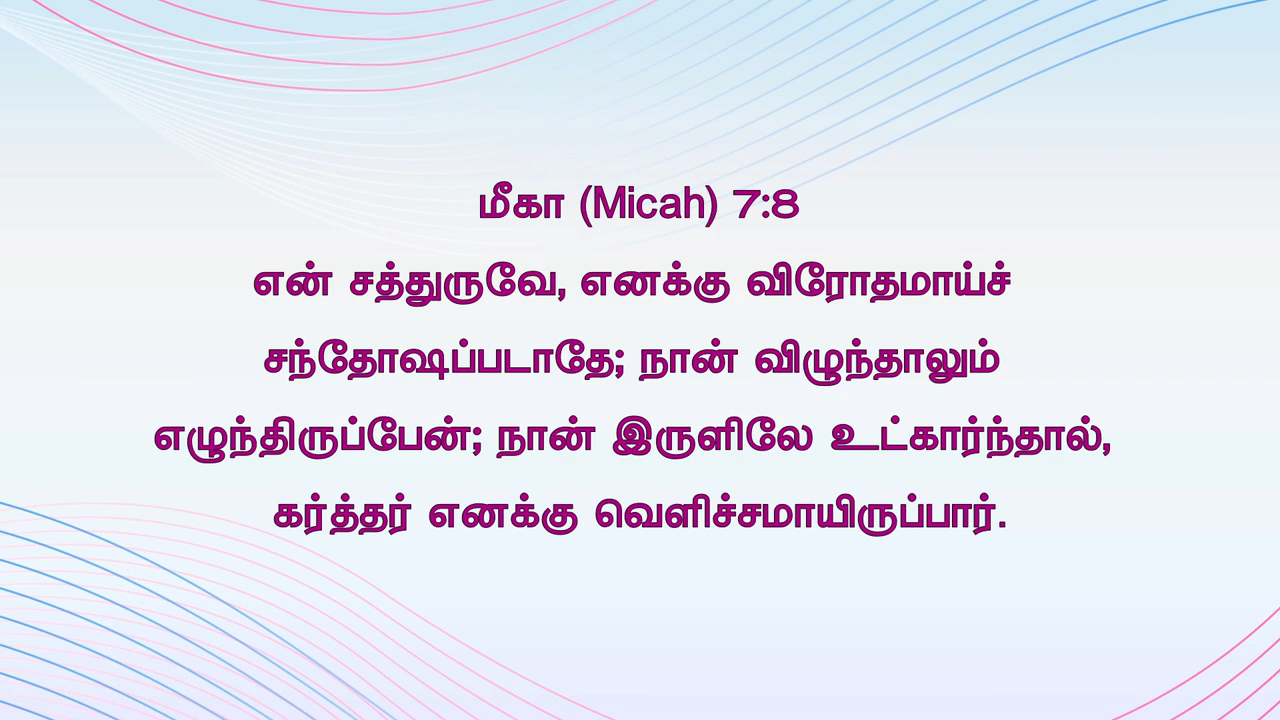 மீகா (Micah) 7:8
என் சத்துருவே, எனக்கு விரோதமாய்ச்
சந்தோஷப்படாதே; நான் விழுந்தாலும்
எழுந்திருப்பேன்; நான் இருளிலே உட்கார்ந்தால்,
கர்த்தர் எனக்கு வெளிச்சமாயிருப்பார்.